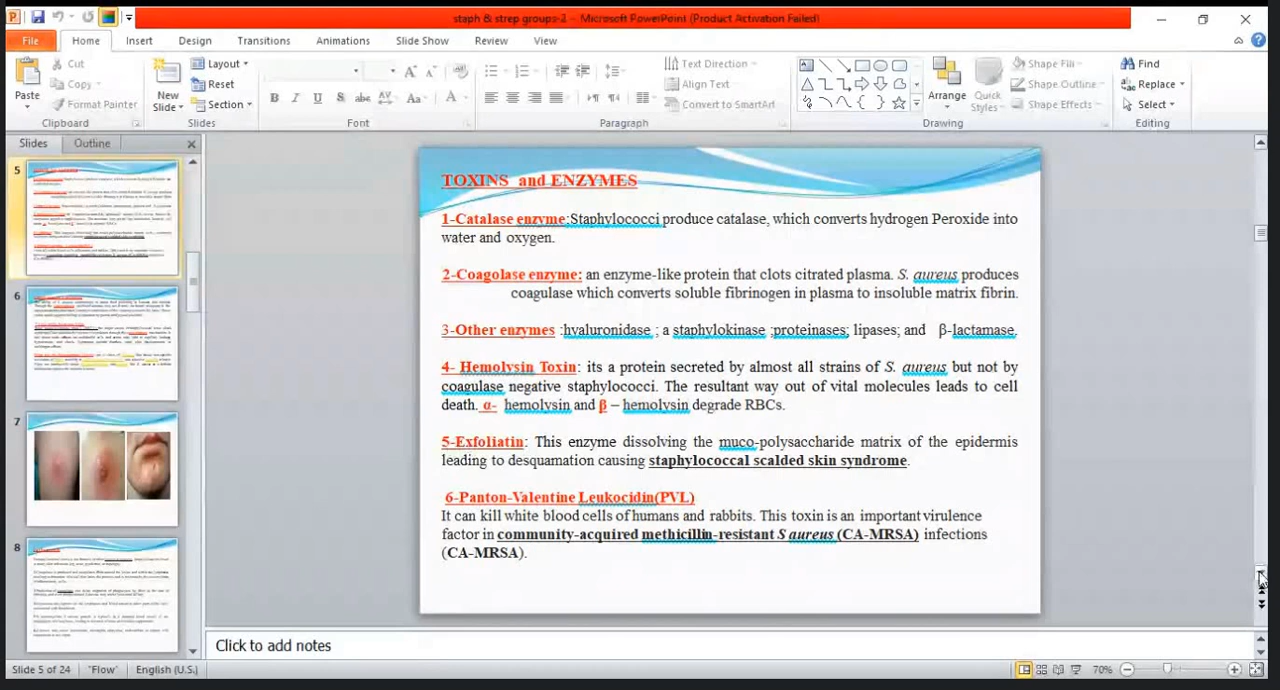 staph & strep groups-2 – Microsoft PowerPoint (Product Activation Failed)
File Home Insert Design Transitions Animations Slide Show Review View
Paste
Cut
Copy
Format Painter
Clipboard
New Slide
Layout
Reset
Section
Slides
B I U S abc AV Aa A
Font
Text Direction
Align Text
Convert to SmartArt
Paragraph
Arrange
Quick Styles
Shape Fill
Shape Outline
Shape Effects
Drawing
Find
Replace
Select
Editing
Slides Outline
5
6
7
8
TOXINS and ENZYMES
1-Catalase enzyme:Staphylococci produce catalase, which converts hydrogen Peroxide into
water and oxygen.
2-Coagolase enzyme: an enzyme-like protein that clots citrated plasma. S. aureus produces
coagulase which converts soluble fibrinogen in plasma to insoluble matrix fibrin.
3-Other enzymes :hyaluronidase ; a staphylokinase proteinases, lipases; and β-lactamase.
4- Hemolysin Toxin: its a protein secreted by almost all strains of S. aureus but not by
coagulase negative staphylococci. The resultant way out of vital molecules leads to cell
death. α- hemolysin and β – hemolysin degrade RBCs.
5-Exfoliatin: This enzyme dissolving the muco-polysaccharide matrix of the epidermis
leading to desquamation causing staphylococcal scalded skin syndrome.
6-Panton-Valentine Leukocidin(PVL)
It can kill white blood cells of humans and rabbits. This toxin is an important virulence
factor in community-acquired methicillin-resistant S aureus (CA-MRSA) infections
(CA-MRSA).
Click to add notes
Slide 5 of 24 "Flow" English (U.S.) 70%